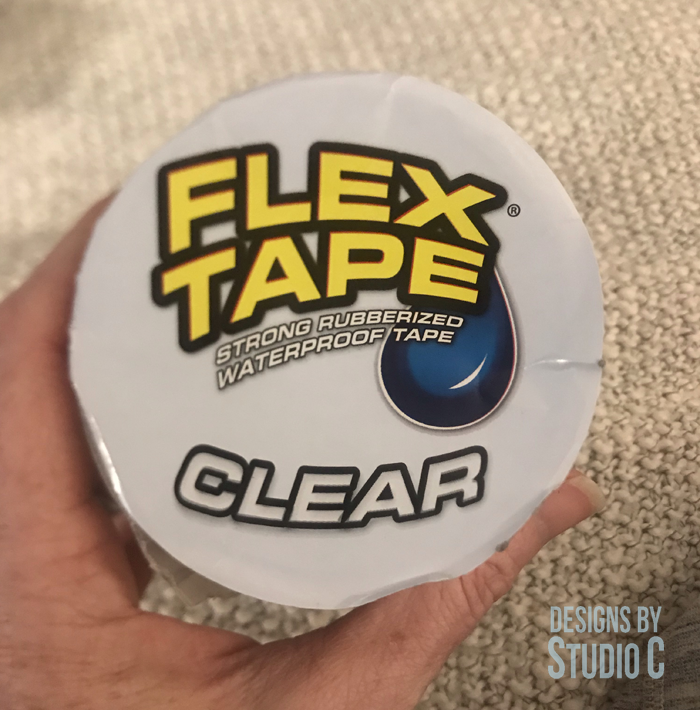 FLEX
TAPE®
STRONG RUBBERIZED
WATERPROOF TAPE
CLEAR
DESIGNS BY
STUDIO C